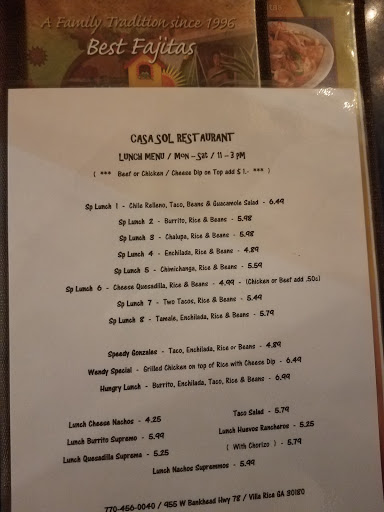 A Family Tradition since 1996
Best Fajitas
CASA SOL RESTAURANT
LUNCH MENU / MON - Sat / 11 - 3 PM
( *** Beef or Chicken / Cheese Dip on Top add $ 1.- *** )
Sp Lunch 1 - Chile Relleno, Taco, Beans & Guacamole Salad - 6.49
Sp Lunch 2 - Burrito, Rice & Beans - 5.98
Sp Lunch 3 - Chalupa, Rice & Beans - 5.98
Sp Lunch 4 - Enchilada, Rice & Beans - 4.89
Sp Lunch 5 - Chimichanga, Rice & Beans - 5.59
Sp Lunch 6 - Cheese Quesadilla, Rice & Beans - 4.99 - (Chicken or Beef add .50c)
Sp Lunch 7 - Two Tacos, Rice & Beans - 5.49
Sp Lunch 8 - Tamale, Enchilada, Rice & Beans - 5.79
Speedy Gonzales - Taco, Enchilada, Rice or Beans - 4.89
Wendy Special - Grilled Chicken on top of Rice with Cheese Dip - 6.49
Hungry Lunch - Burrito, Enchilada, Taco, Rice & Beans - 6.99
Lunch Cheese Nachos - 4.25
Taco Salad - 5.79
Lunch Burrito Supremo - 5.99
Lunch Huevos Rancheros - 5.25
Lunch Quesadilla Supreme - 5.25
( With Chorizo ) - 5.79
Lunch Nachos Supremmos - 5.99
770-456-0040 / 955 W Bankhead Hwy 78 / Villa Rica GA 30180